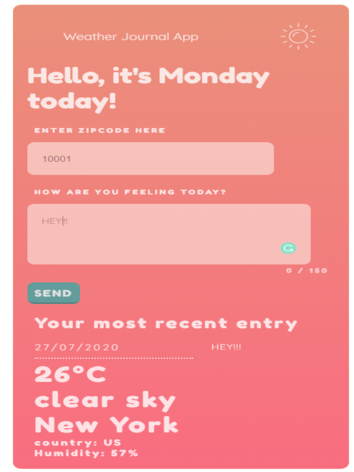 Weather Journal App
Hello, it's Monday
today!
ENTER ZIPCODE HERE
10001
HOW ARE YOU FEELING TODAY?
HEY!!!
0 / 150
SEND
Your most recent entry
27/07/2020 HEY!!!
26°C
clear sky
New York
country: US
Humidity: 57%